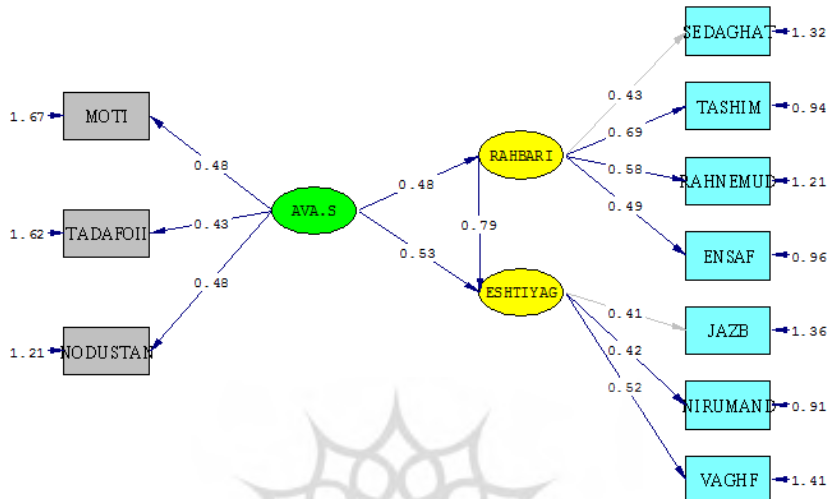 1.67
MOTI
0.48
1.62
TADAFOII
0.43
1.21
NODUSTAN
0.48
AVA.S
0.48
0.53
RAHBARI
0.79
ESHTIYAG
0.43
SEDAGHAT
1.32
0.69
TASHIM
0.94
0.58
RAHNEMUD
1.21
0.49
ENSAF
0.96
0.41
JAZB
1.36
0.42
NIRUMAND
0.91
0.52
VAGHF
1.41